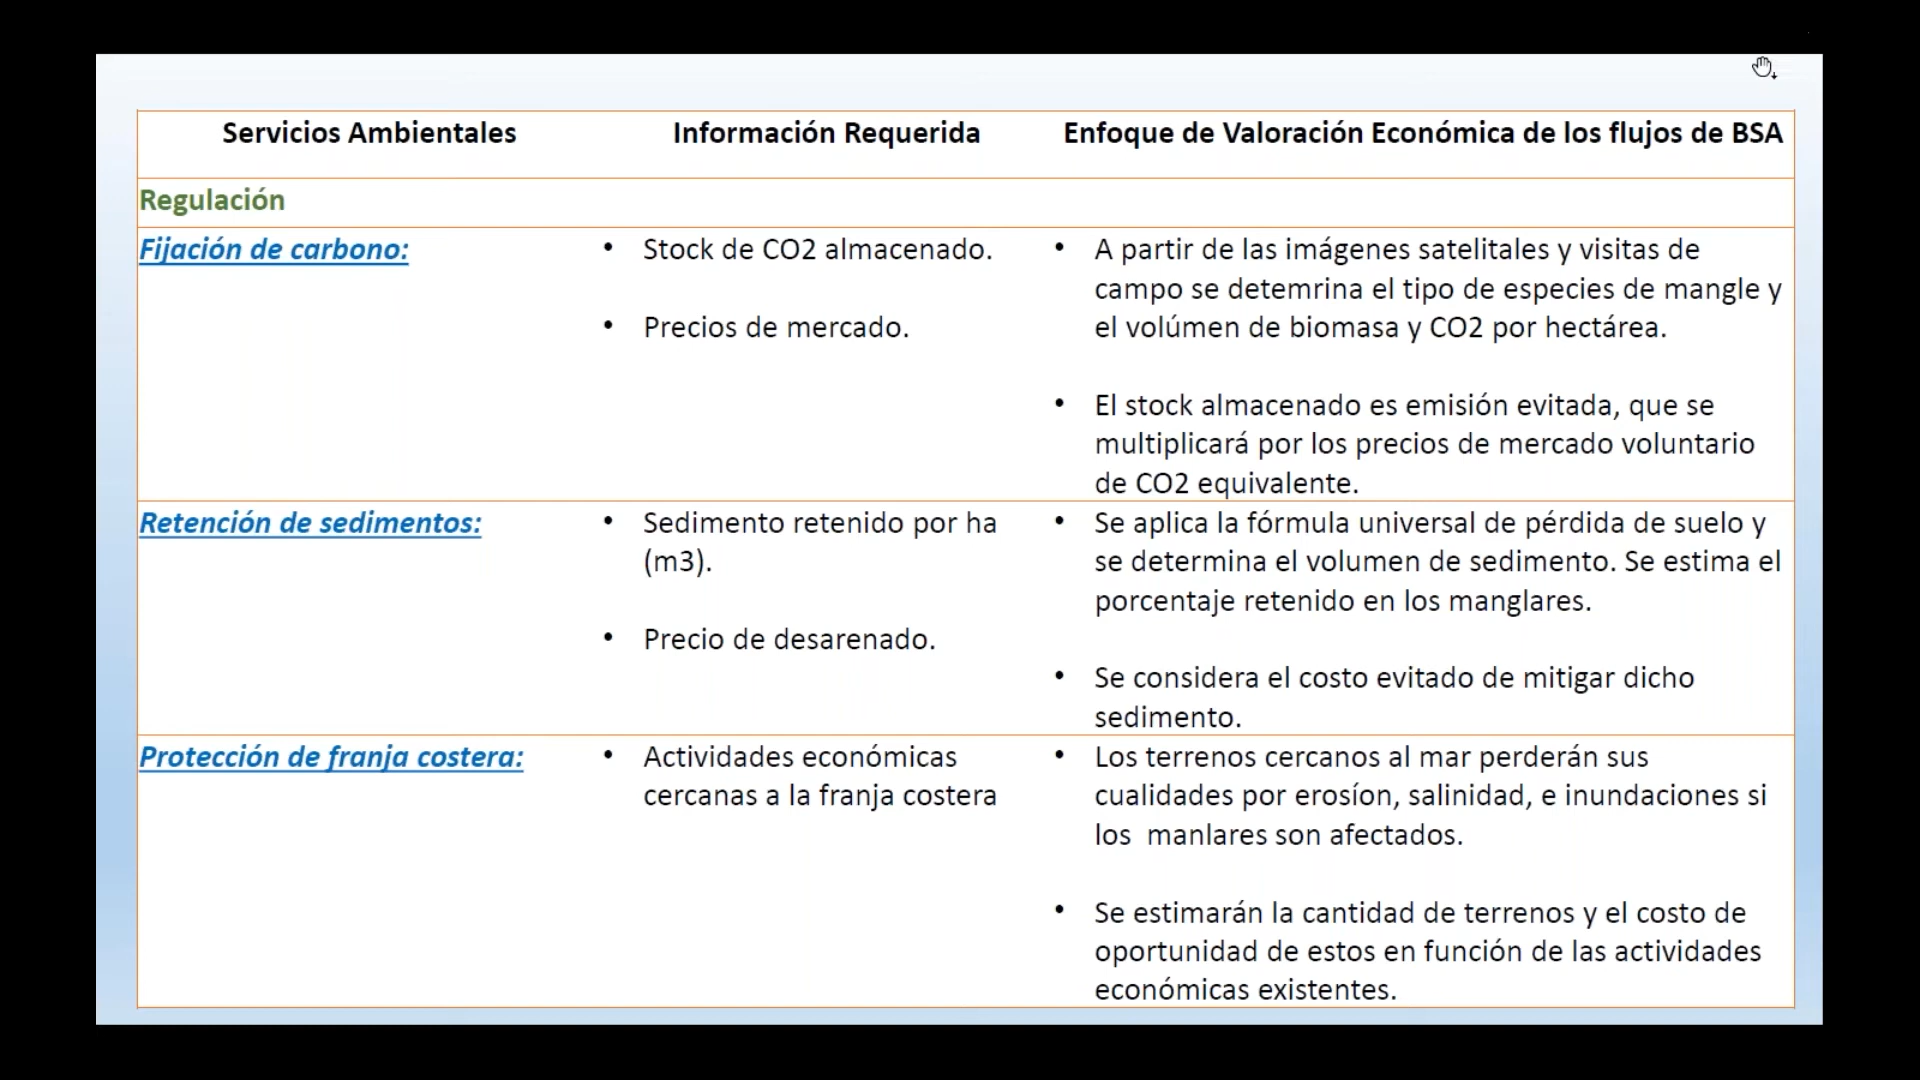 Servicios Ambientales
Información Requerida
Enfoque de Valoración Económica de los flujos de BSA
Regulación
Fijación de carbono:
• Stock de CO2 almacenado.
• Precios de mercado.
• A partir de las imágenes satelitales y visitas de
campo se detemrina el tipo de especies de mangle y
el volúmen de biomasa y CO2 por hectárea.
• El stock almacenado es emisión evitada, que se
multiplicará por los precios de mercado voluntario
de CO2 equivalente.
Retención de sedimentos:
• Sedimento retenido por ha
(m3).
• Precio de desarenado.
• Se aplica la fórmula universal de pérdida de suelo y
se determina el volumen de sedimento. Se estima el
porcentaje retenido en los manglares.
• Se considera el costo evitado de mitigar dicho
sedimento.
Protección de franja costera:
• Actividades económicas
cercanas a la franja costera
• Los terrenos cercanos al mar perderán sus
cualidades por erosíon, salinidad, e inundaciones si
los  manlares son afectados.
• Se estimarán la cantidad de terrenos y el costo de
oportunidad de estos en función de las actividades
económicas existentes.